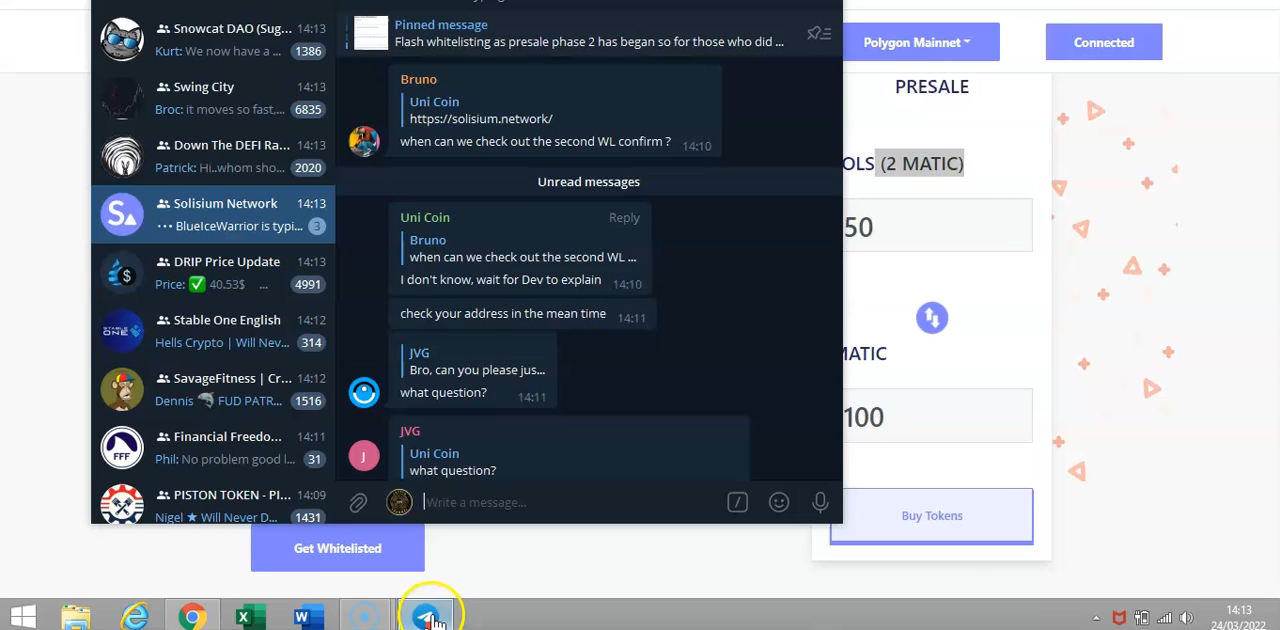 Snowcat DAO (Sug... 14:13
Kurt: We now have a ... 1386
Swing City 14:13
Broc: it moves so fast,... 6835
Down The DEFI Ra... 14:13
Patrick: Hi..whom sho... 2020
Solisium Network 14:13
BlueIceWarrior is typi... 3
DRIP Price Update 14:13
Price: ✅ 40.53$ ... 4991
Stable One English 14:12
Hells Crypto | Will Nev... 314
SavageFitness | Cr... 14:12
Dennis 🦈 FUD PATR... 1516
Financial Freedo... 14:11
Phil: No problem good l... 31
PISTON TOKEN - PI... 14:09
Nigel ★ Will Never D... 1431
Pinned message
Flash whitelisting as presale phase 2 has began so for those who did ...
Bruno
Uni Coin
https://solisium.network/
when can we check out the second WL confirm ? 14:10
Unread messages
Uni Coin Reply
Bruno
when can we check out the second WL ...
I don't know, wait for Dev to explain 14:10
check your address in the mean time 14:11
JVG
Bro, can you please jus...
what question? 14:11
JVG
Uni Coin
what question?
Write a message...
Polygon Mainnet
Connected
PRESALE
OLS (2 MATIC)
50
MATIC
100
Buy Tokens
Get Whitelisted
14:13
24/03/2022